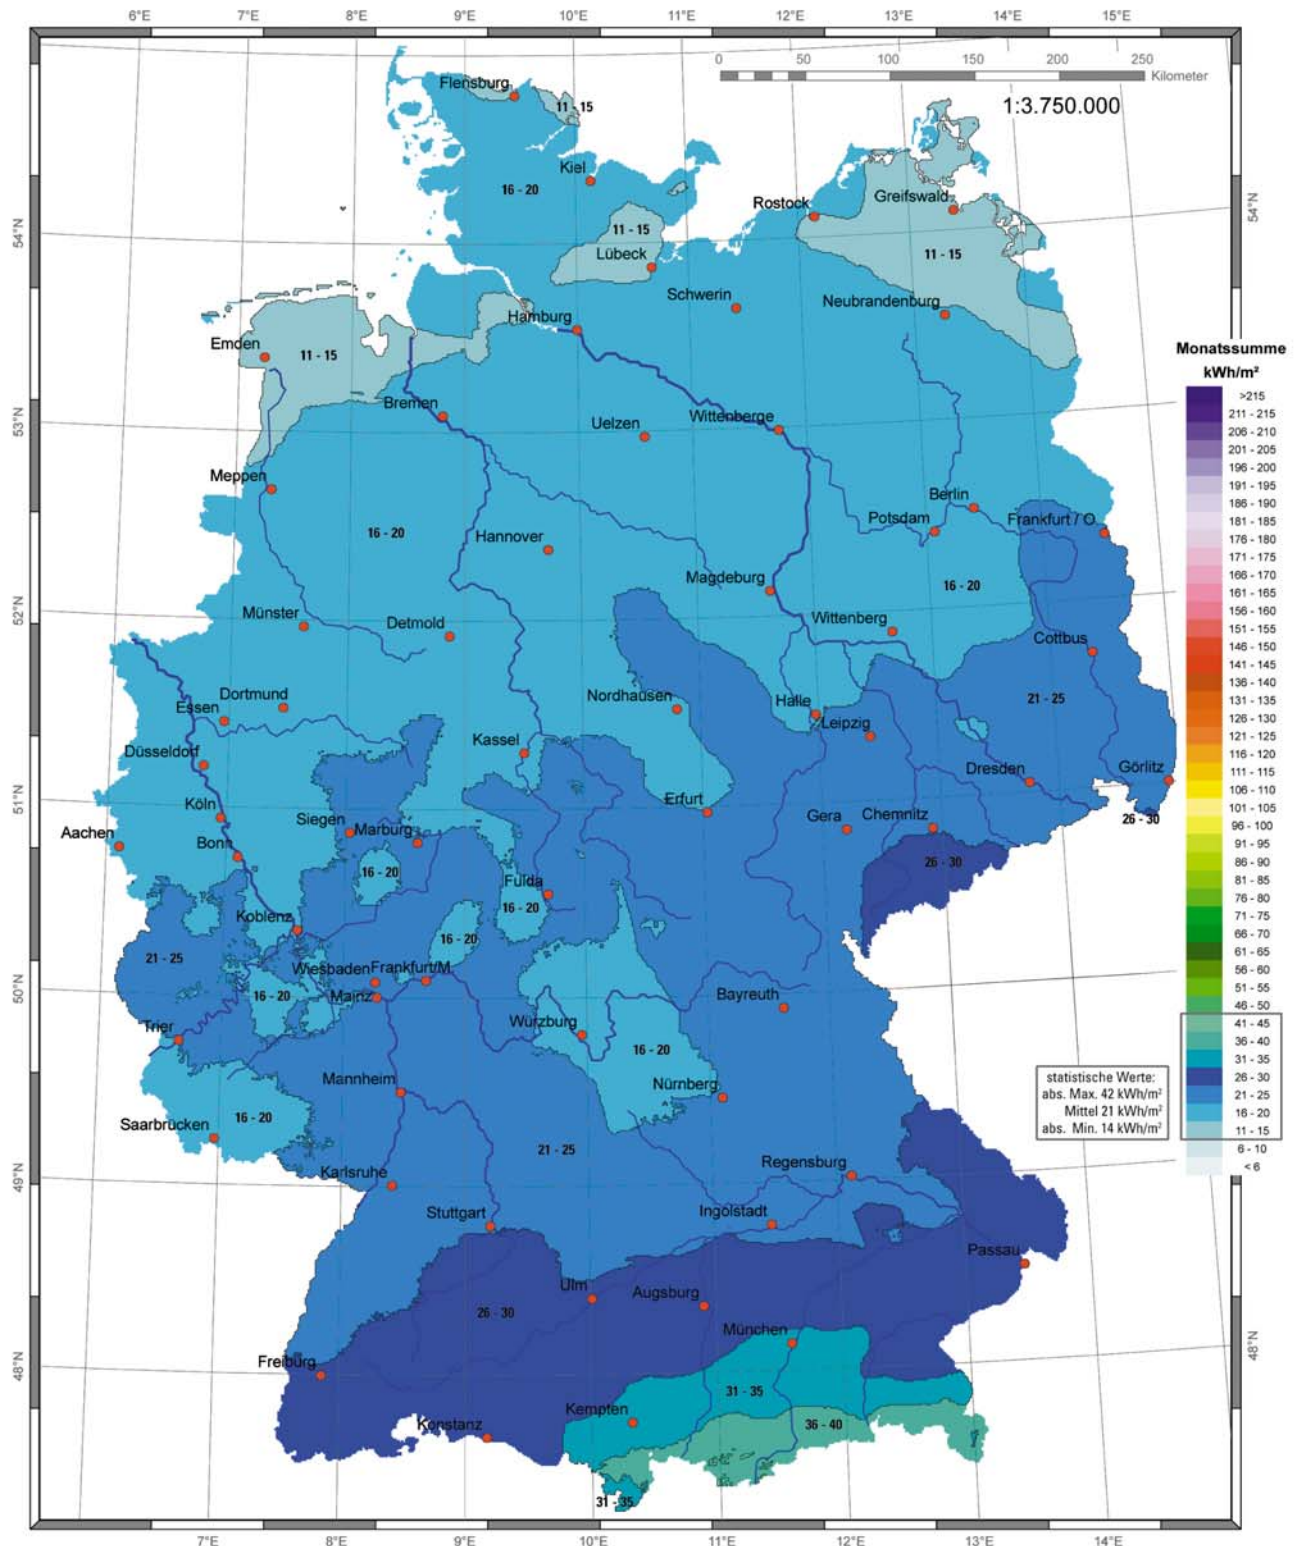 6°E 7°E 8°E 9°E 10°E 11°E 12°E 13°E 14°E 15°E
0 50 100 150 200 250 Kilometer
1:3.750.000
Flensburg
11 - 15
Kiel
16 - 20
Rostock
Greifswald
54°N
54°N
11 - 15
Lübeck
11 - 15
Schwerin
Neubrandenburg
Hamburg
Emden
11 - 15
Bremen
53°N
Uelzen
Wittenberge
Meppen
Berlin
Potsdam
Frankfurt / O.
16 - 20
Hannover
Magdeburg
16 - 20
52°N
Münster
Detmold
Wittenberg
Cottbus
Dortmund
Essen
Nordhausen
Halle
Leipzig
21 - 25
Düsseldorf
Kassel
Dresden
Görlitz
51°N
Köln
Siegen
Marburg
Erfurt
Gera
Chemnitz
26 - 30
Aachen
Bonn
16 - 20
Fulda
16 - 20
26 - 30
Koblenz
16 - 20
21 - 25
Wiesbaden
Frankfurt/M.
16 - 20
Mainz
Bayreuth
50°N
Trier
Würzburg
16 - 20
Mannheim
Nürnberg
16 - 20
Saarbrücken
21 - 25
Karlsruhe
Regensburg
49°N
Stuttgart
Ingolstadt
Passau
Ulm
Augsburg
26 - 30
München
48°N
48°N
Freiburg
31 - 35
Kempten
36 - 40
Konstanz
31 - 35
7°E 8°E 9°E 10°E 11°E 12°E 13°E 14°E
Monatssumme
kWh/m²
>215
211 - 215
206 - 210
201 - 205
196 - 200
191 - 195
186 - 190
181 - 185
176 - 180
171 - 175
166 - 170
161 - 165
156 - 160
151 - 155
146 - 150
141 - 145
136 - 140
131 - 135
126 - 130
121 - 125
116 - 120
111 - 115
106 - 110
101 - 105
96 - 100
91 - 95
86 - 90
81 - 85
76 - 80
71 - 75
66 - 70
61 - 65
56 - 60
51 - 55
46 - 50
41 - 45
36 - 40
31 - 35
26 - 30
21 - 25
16 - 20
11 - 15
6 - 10
< 6
statistische Werte:
abs. Max. 42 kWh/m²
Mittel 21 kWh/m²
abs. Min. 14 kWh/m²